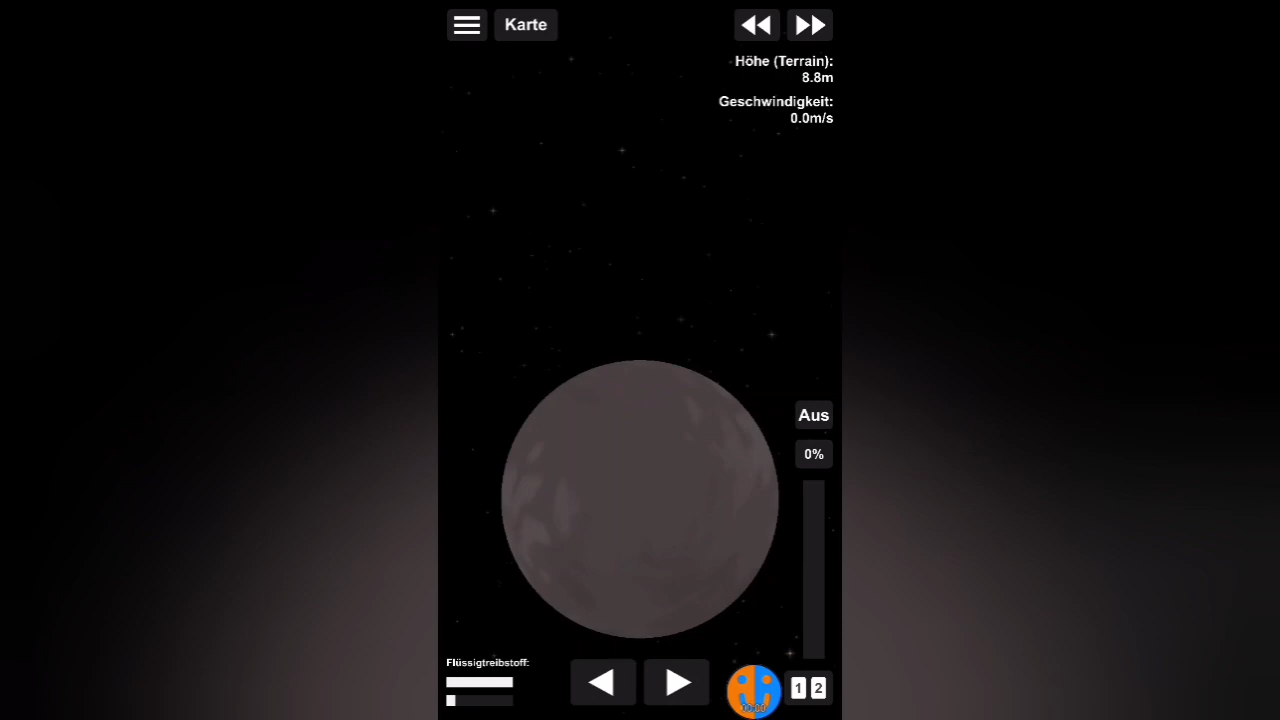 Karte
Höhe (Terrain):
8.8m
Geschwindigkeit:
0.0m/s
Aus
0%
Flüssigtreibstoff:
1 2